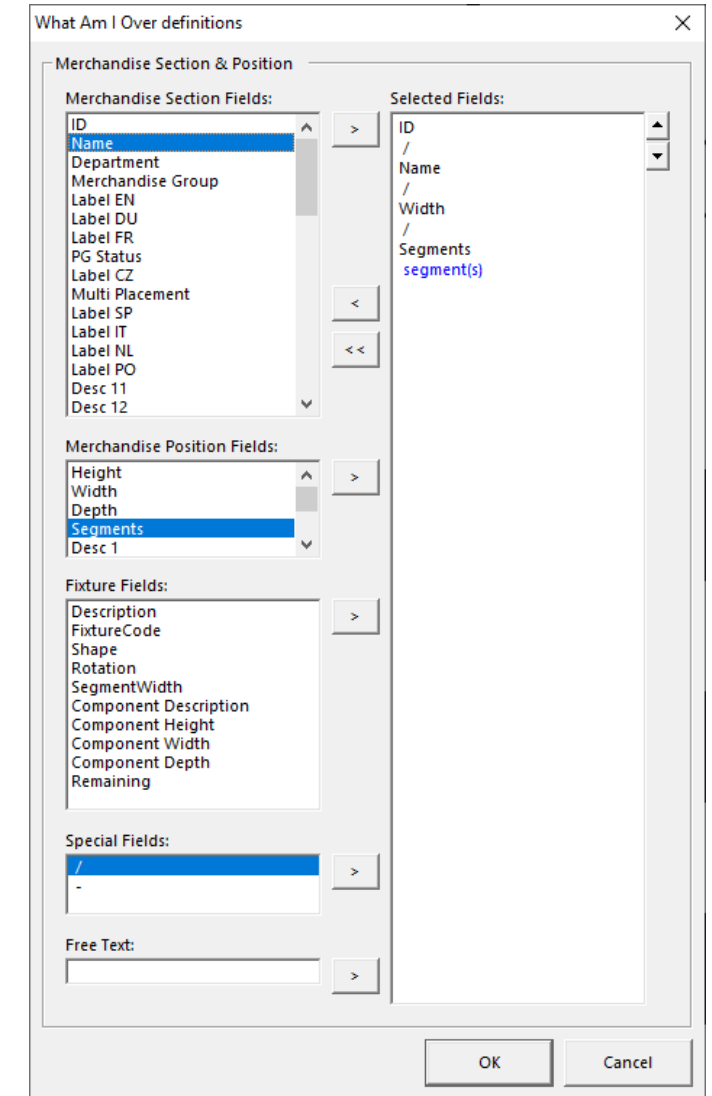 What Am I Over definitions
Merchandise Section & Position
Merchandise Section Fields:
ID
Name
Department
Merchandise Group
Label EN
Label DU
Label FR
PG Status
Label CZ
Multi Placement
Label SP
Label IT
Label NL
Label PO
Desc 11
Desc 12
>
<
<<
Merchandise Position Fields:
Height
Width
Depth
Segments
Desc 1
>
Fixture Fields:
Description
FixtureCode
Shape
Rotation
SegmentWidth
Component Description
Component Height
Component Width
Component Depth
Remaining
>
Special Fields:
/
-
>
Free Text:
>
Selected Fields:
ID
/
Name
/
Width
/
Segments
segment(s)
OK
Cancel